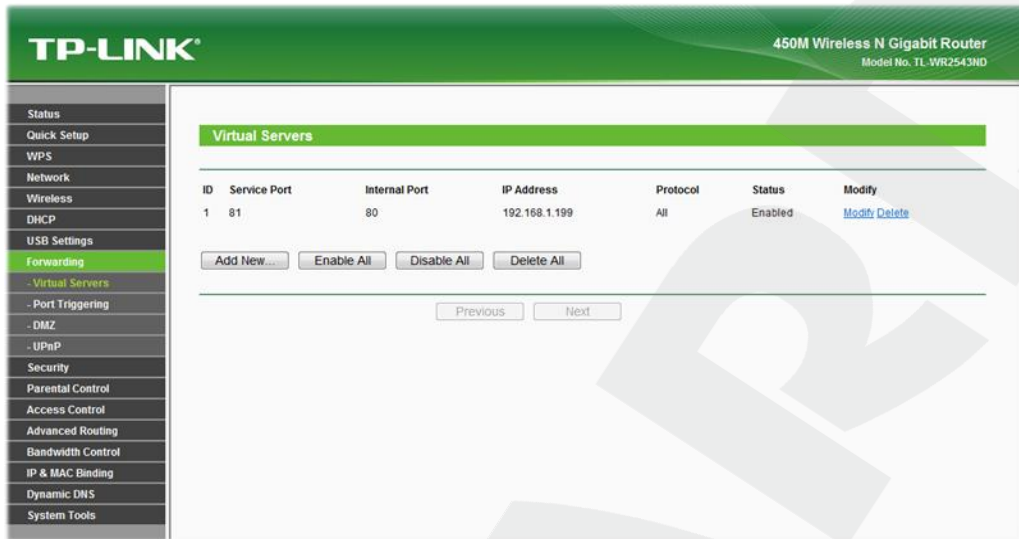 TP-LINK®
450M Wireless N Gigabit Router
Model No. TL-WR2543ND
Status
Quick Setup
WPS
Network
Wireless
DHCP
USB Settings
Forwarding
- Virtual Servers
- Port Triggering
- DMZ
- UPnP
Security
Parental Control
Access Control
Advanced Routing
Bandwidth Control
IP & MAC Binding
Dynamic DNS
System Tools
Virtual Servers
ID Service Port Internal Port IP Address Protocol Status Modify
1 81 80 192.168.1.199 All Enabled Modify Delete
Add New... Enable All Disable All Delete All
Previous Next